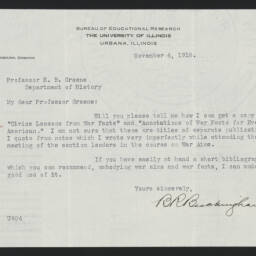 BUREAU OF EDUCATIONAL RESEARCH
THE UNIVERSITY OF ILLINOIS
URBANA, ILLINOIS
DIRECTOR
November 6, 1918.
Professor E. B. Greene
Department of History
My dear Professor Greene:
Will you please tell me how I can get a copy
"Civics Lessons from War Facts" and "Annotations of War Facts for
American." I am not sure that these are titles of separate
I quote from notes which I wrote very imperfectly while attending the
meeting of the section leaders in the course on War Aims.
If you have easily at hand a short
which you can recommend, embodying war aims and war facts, I can
good use of it.
Yours sincerely,
B R Buckingham